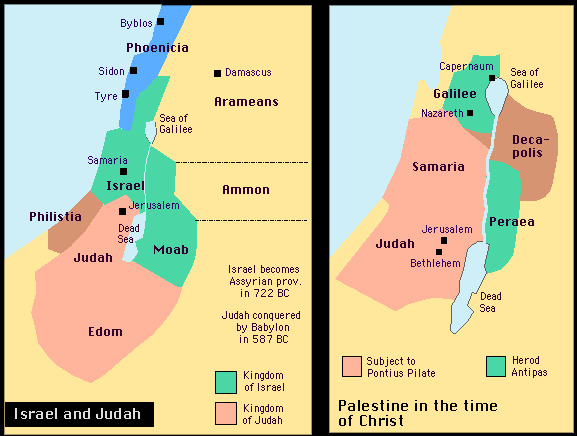 Byblos
Phoenicia
Sidon
Damascus
Tyre
Arameans
Sea of
Galilee
Samaria
Israel
Ammon
Jerusalem
Philistia
Dead
Sea
Moab
Judah
Israel becomes
Assyrian prov.
in 722 BC
Judah conquered
by Babylon
in 587 BC
Edom
Kingdom
of Israel
Kingdom
of Judah
Israel and Judah
Capernaum
Sea of
Galilee
Galilee
Nazareth
Deca-
polis
Samaria
Peraea
Jerusalem
Judah
Bethlehem
Dead
Sea
Subject to
Pontius Pilate
Herod
Antipas
Palestine in the time
of Christ